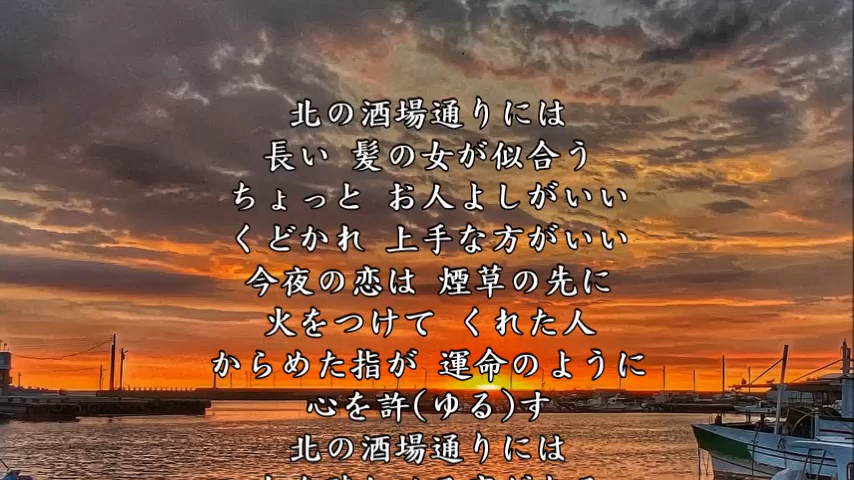 北の酒場通りには
長い 髪の女が似合う
ちょっと お人よしがいい
くどかれ 上手な方がいい
今夜の恋は 煙草の先に
火をつけて くれた人
からめた指が 運命のように
心を許(ゆる)す
北の酒場通りには